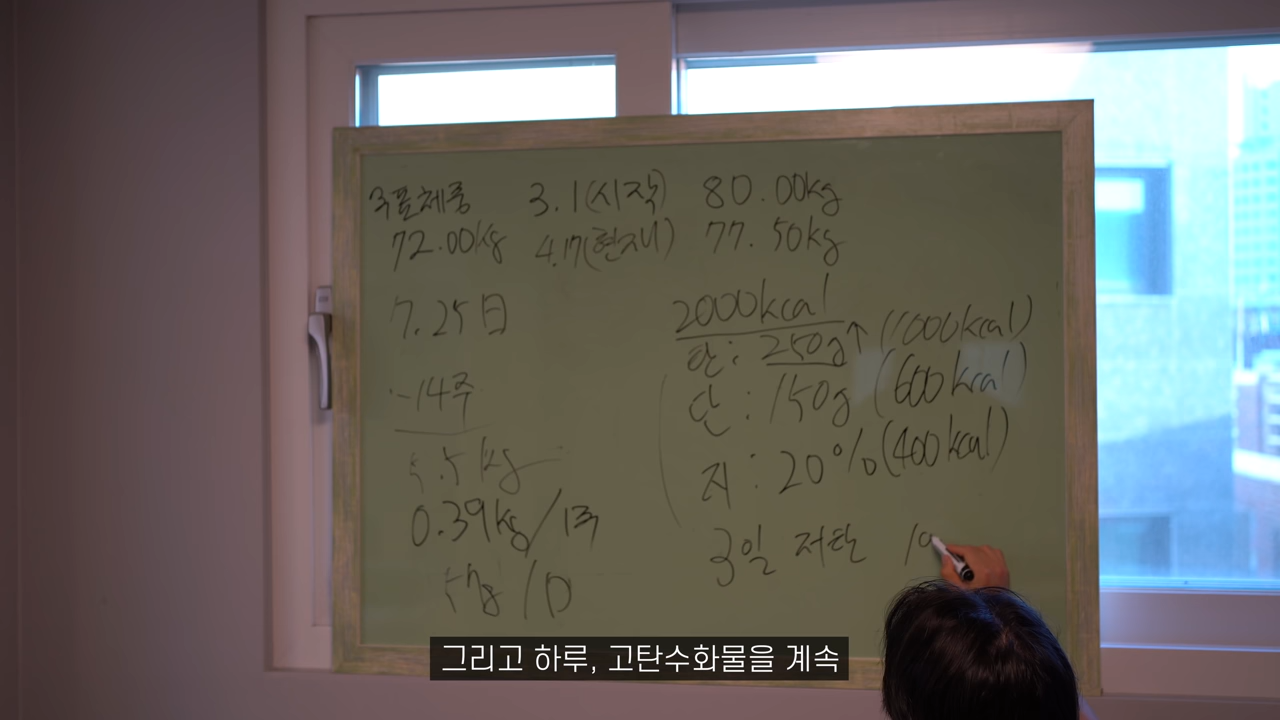 목표체중
72.00kg
3.1(시작) 80.00kg
4.17(현재) 77.50kg
7.25日
~14주
5.5kg
0.39kg/1주
g/D
2000kcal
탄: 250g↑ (1000kcal)
단: 150g (600kcal)
지: 20% (400kcal)
3일 저탄 1
그리고 하루, 고탄수화물을 계속